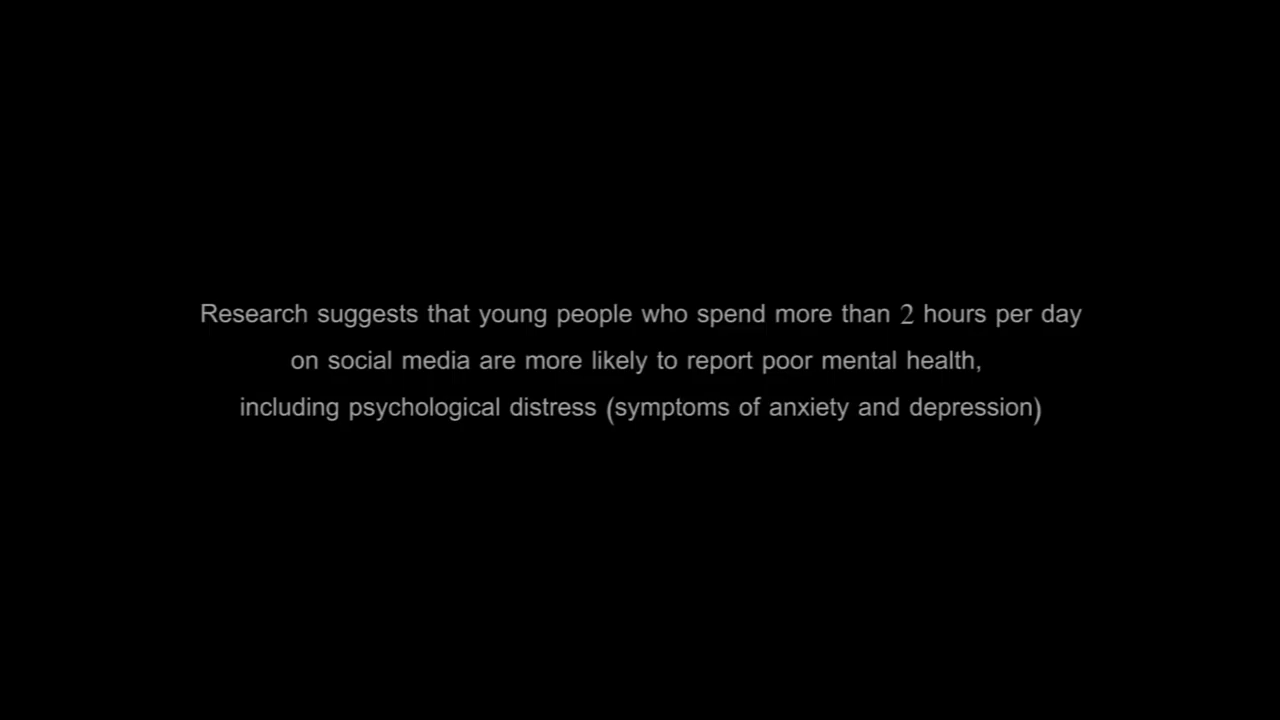 Research suggests that young people who spend more than 2 hours per day
on social media are more likely to report poor mental health,
including psychological distress (symptoms of anxiety and depression)